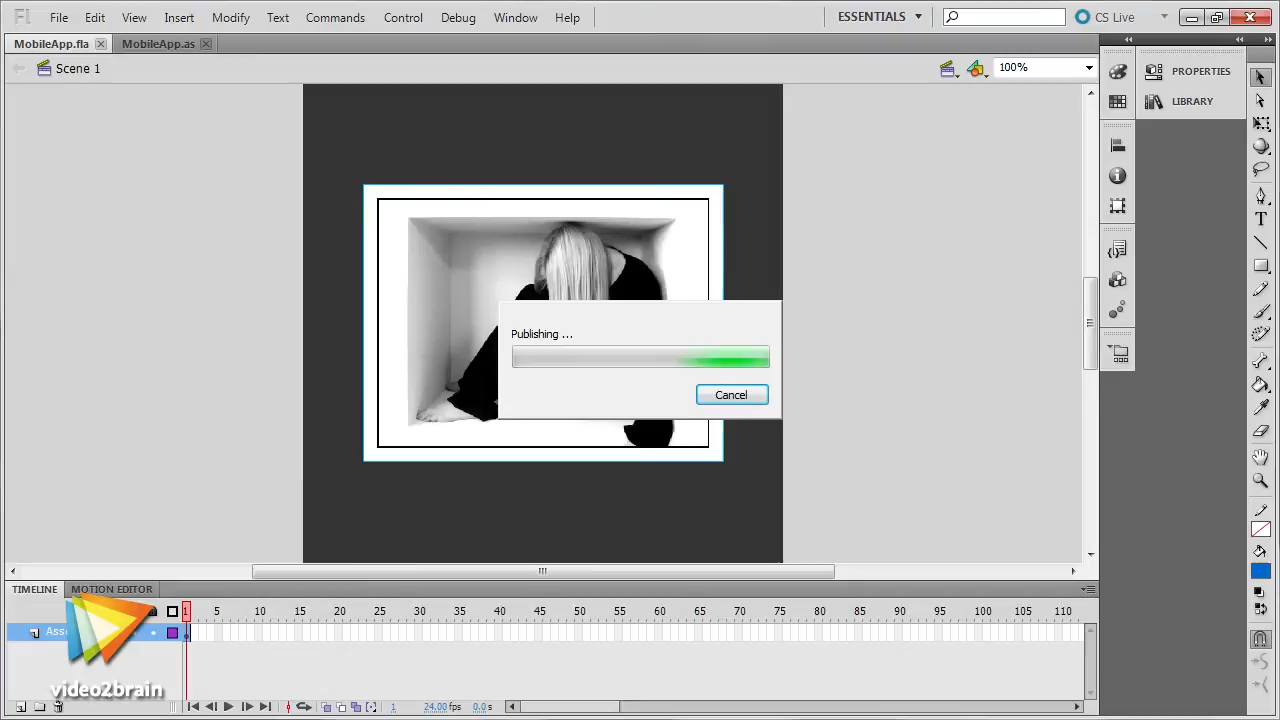 Fl File Edit View Insert Modify Text Commands Control Debug Window Help ESSENTIALS CS Live
MobileApp.fla MobileApp.as
Scene 1 100%
PROPERTIES
LIBRARY
Publishing ...
Cancel
TIMELINE MOTION EDITOR
1 5 10 15 20 25 30 35 40 45 50 55 60 65 70 75 80 85 90 95 100 105 110
video2brain
1 24.00 fps 0.0 s